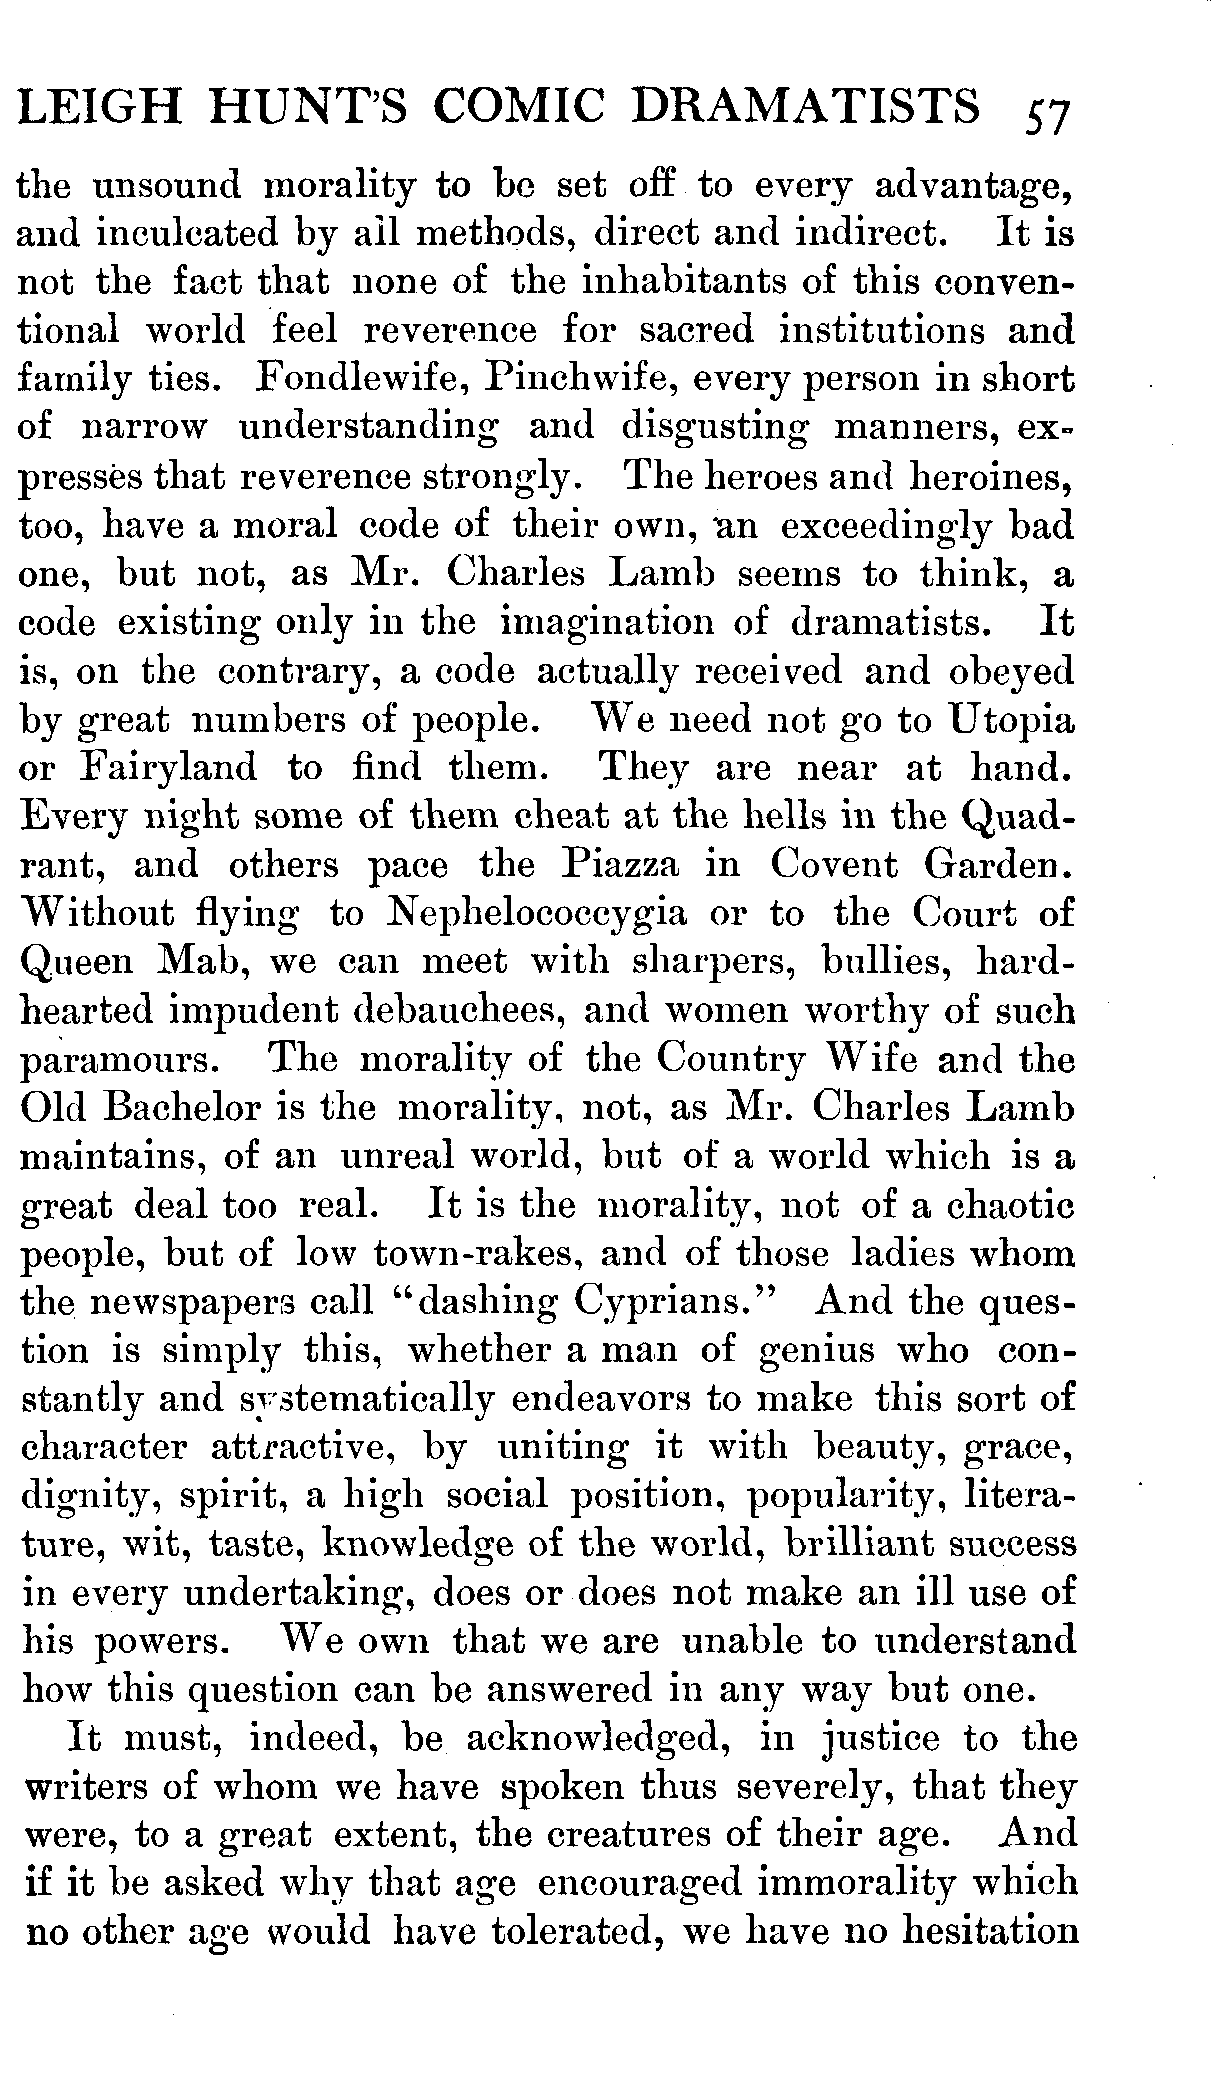 LEIGH HUNT'S COMIC DRAMATISTS 57
the unsound morality to be set off to every advantage,
and inculcated by all methods, direct and indirect. It is
not the fact that none of the inhabitants of this conven-
tional world feel reverence for sacred institutions and
family ties. Fondlewife, Pinchwife, every person in short
of narrow understanding and disgusting manners, ex-
presses that reverence strongly. The heroes and heroines,
too, have a moral code of their own, an exceedingly bad
one, but not, as Mr. Charles Lamb seems to think, a
code existing only in the imagination of dramatists. It
is, on the contrary, a code actually received and obeyed
by great numbers of people. We need not go to Utopia
or Fairyland to find them. They are near at hand.
Every night some of them cheat at the hells in the Quad-
rant, and others pace the Piazza in Covent Garden.
Without flying to Nephelococcygia or to the Court of
Queen Mab, we can meet with sharpers, bullies, hard-
hearted impudent debauchees, and women worthy of such
paramours. The morality of the Country Wife and the
Old Bachelor is the morality, not, as Mr. Charles Lamb
maintains, of an unreal world, but of a world which is a
great deal too real. It is the morality, not of a chaotic
people, but of low town-rakes, and of those ladies whom
the newspapers call "dashing Cyprians." And the ques-
tion is simply this, whether a man of genius who con-
stantly and systematically endeavors to make this sort of
character attractive, by uniting it with beauty, grace,
dignity, spirit, a high social position, popularity, litera-
ture, wit, taste, knowledge of the world, brilliant success
in every undertaking, does or does not make an ill use of
his powers. We own that we are unable to understand
how this question can be answered in any way but one.
It must, indeed, be acknowledged, in justice to the
writers of whom we have spoken thus severely, that they
were, to a great extent, the creatures of their age. And
if it be asked why that age encouraged immorality which
no other age would have tolerated, we have no hesitation